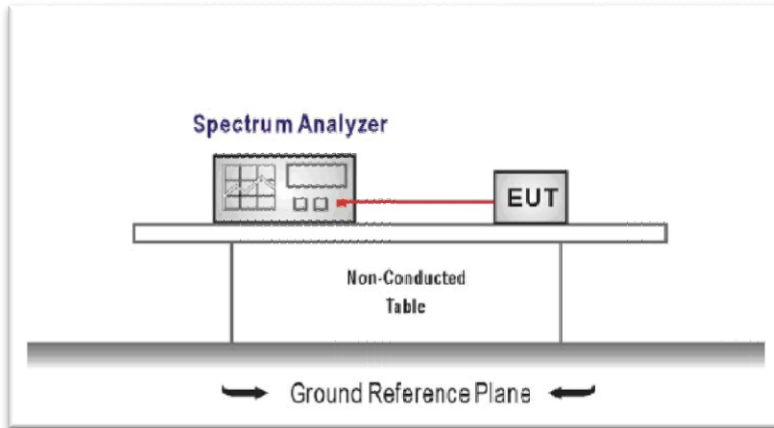 Spectrum Analyzer
EUT
Non-Conducted
Table
Ground Reference Plane